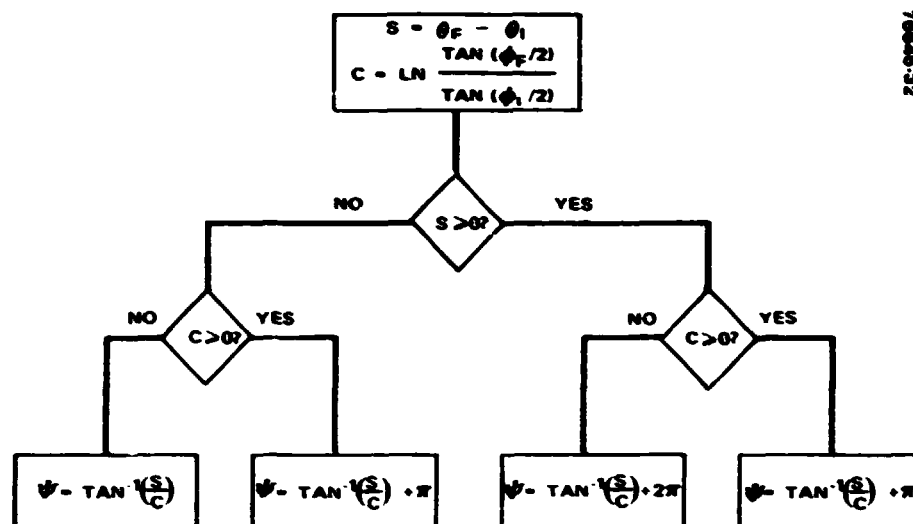 S = θF − θI
C = LN TAN (ϕF/2)
TAN (ϕI/2)
NO
S ≥ 0?
YES
NO
C ≥ 0?
YES
NO
C ≥ 0?
YES
ψ = TAN⁻¹(S/C)
ψ = TAN⁻¹(S/C) + π
ψ = TAN⁻¹(S/C) + 2π
ψ = TAN⁻¹(S/C) + π